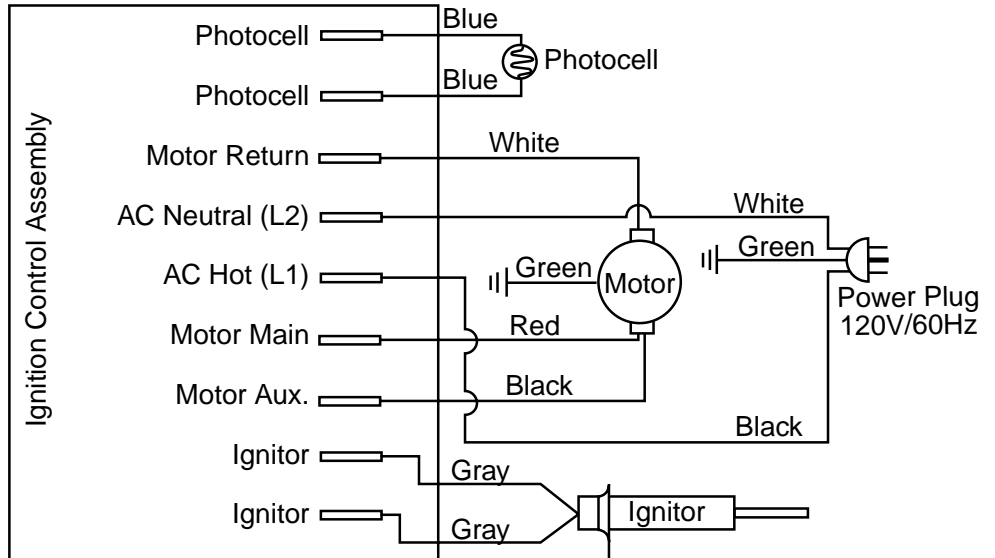 Ignition Control Assembly
Photocell
Blue
Photocell
Photocell
Blue
Motor Return
White
AC Neutral (L2)
White
AC Hot (L1)
Green
Motor
Green
Power Plug
120V/60Hz
Motor Main
Red
Motor Aux.
Black
Black
Ignitor
Gray
Ignitor
Gray
Ignitor